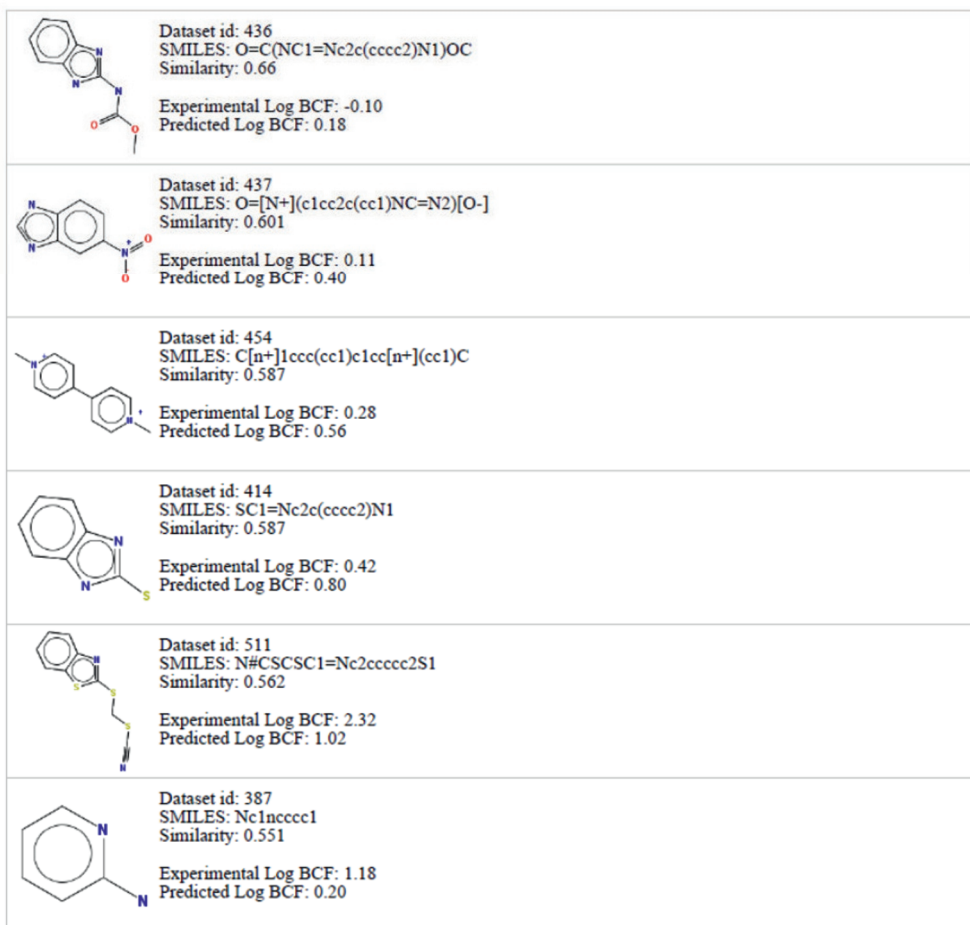 Dataset id: 436
SMILES: O=C(NC1=Nc2c(cccc2)N1)OC
Similarity: 0.66
Experimental Log BCF: -0.10
Predicted Log BCF: 0.18
N
N
N
O
O
Dataset id: 437
SMILES: O=[N+](c1cc2c(cc1)NC=N2)[O-]
Similarity: 0.601
Experimental Log BCF: 0.11
Predicted Log BCF: 0.40
N
N
N+
O
O
Dataset id: 454
SMILES: C[n+]1ccc(cc1)c1cc[n+](cc1)C
Similarity: 0.587
Experimental Log BCF: 0.28
Predicted Log BCF: 0.56
N+
N+
Dataset id: 414
SMILES: SC1=Nc2c(cccc2)N1
Similarity: 0.587
Experimental Log BCF: 0.42
Predicted Log BCF: 0.80
N
N
S
Dataset id: 511
SMILES: N#CSCSC1=Nc2ccccc2S1
Similarity: 0.562
Experimental Log BCF: 2.32
Predicted Log BCF: 1.02
N
S
S
S
N
Dataset id: 387
SMILES: Nc1ncccc1
Similarity: 0.551
Experimental Log BCF: 1.18
Predicted Log BCF: 0.20
N
N